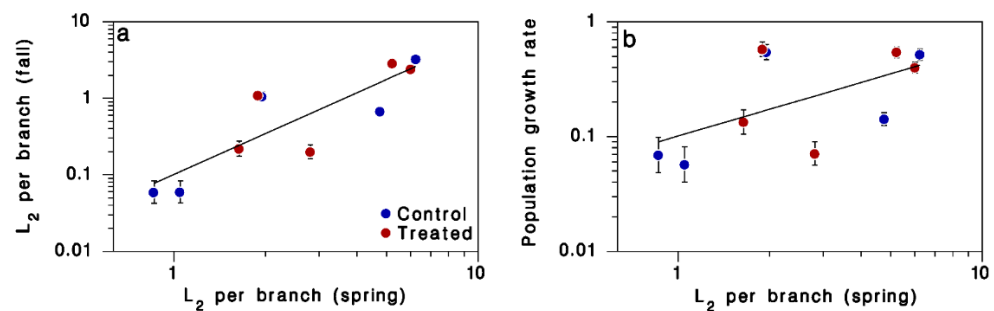 a
L₂ per branch (fall)
10
1
0.1
0.01
Control
Treated
1
10
L₂ per branch (spring)
b
Population growth rate
1
0.1
0.01
1
10
L₂ per branch (spring)